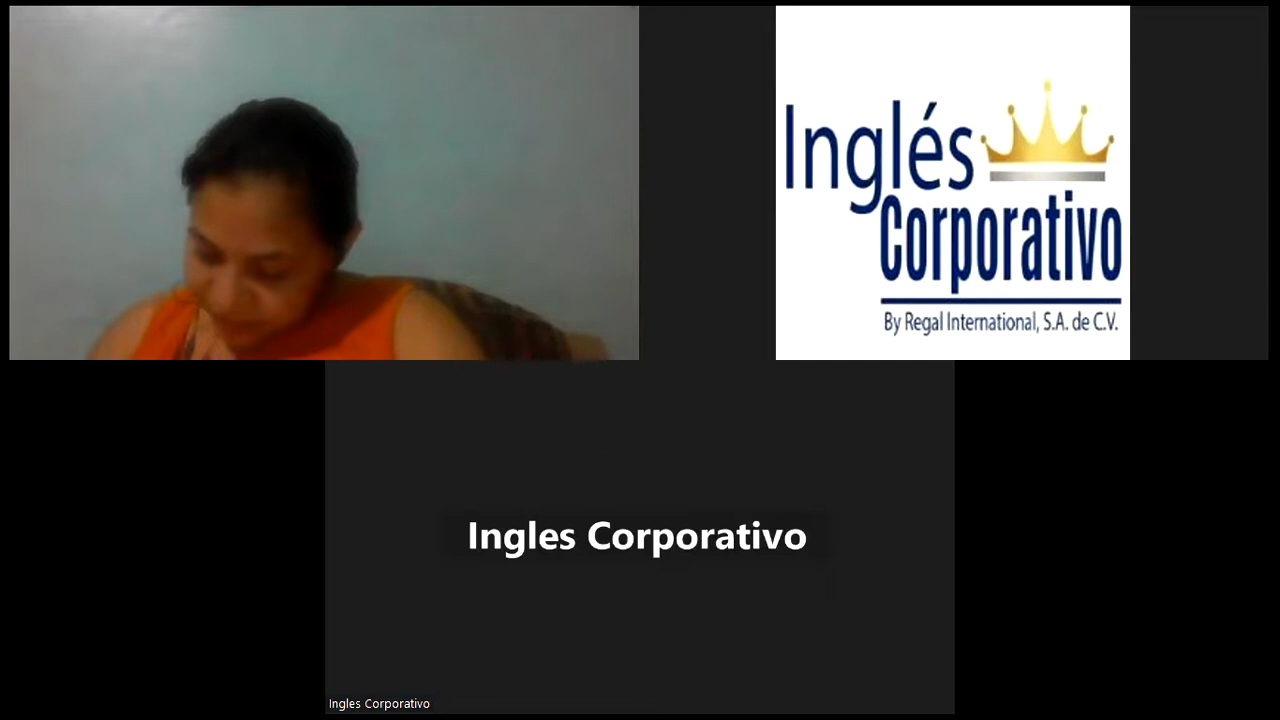 Inglés
Corporativo
By Regal International, S.A. de C.V.
Ingles Corporativo
Ingles Corporativo